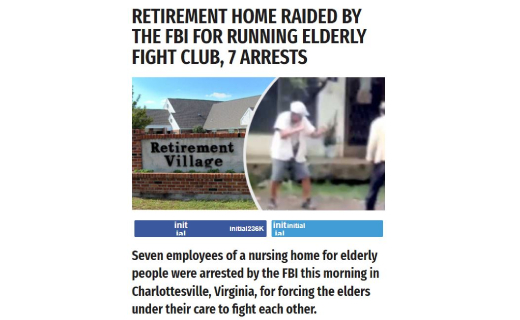 RETIREMENT HOME RAIDED BY
THE FBI FOR RUNNING ELDERLY
FIGHT CLUB, 7 ARRESTS
Retirement
Village
init
ial
initial236K
init
ial
initial
Seven employees of a nursing home for elderly
people were arrested by the FBI this morning in
Charlottesville, Virginia, for forcing the elders
under their care to fight each other.